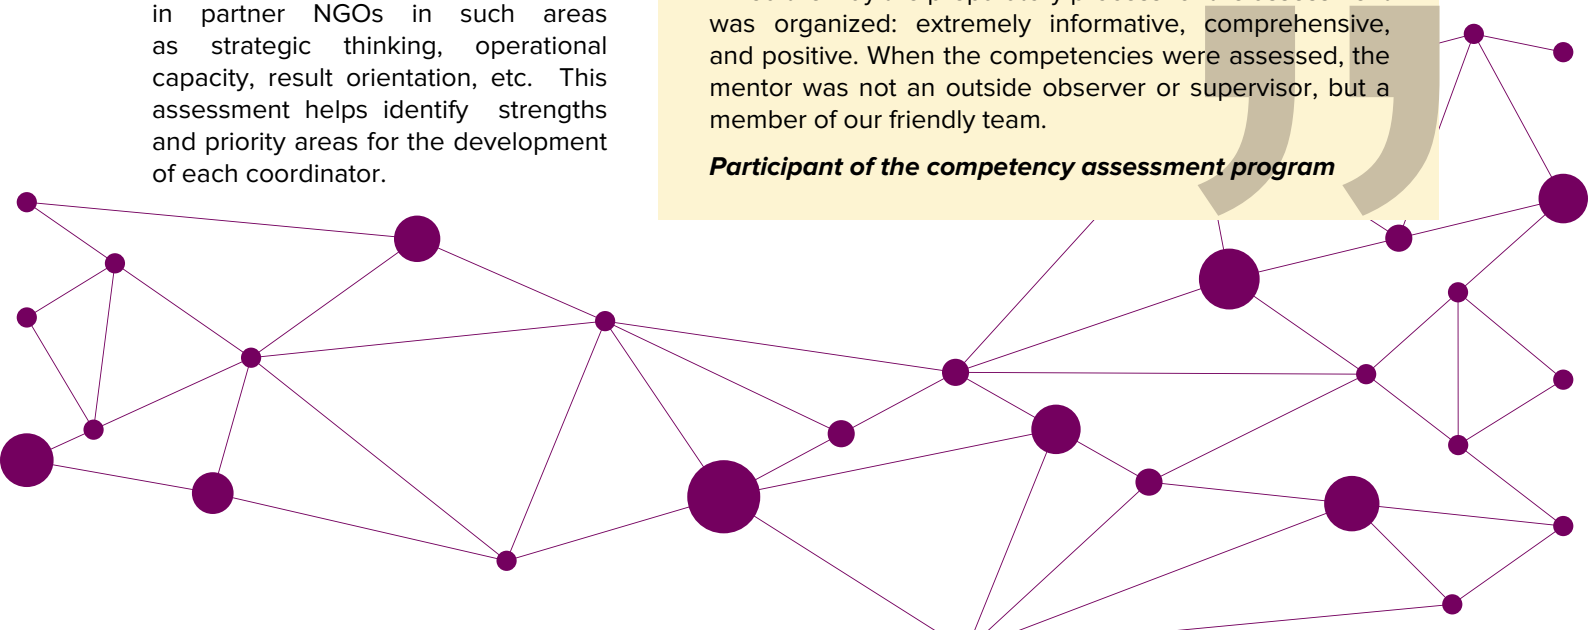 in partner NGOs in such areas
as strategic thinking, operational
capacity, result orientation, etc. This
assessment helps identify strengths
and priority areas for the development
of each coordinator.
was organized: extremely informative, comprehensive,
and positive. When the competencies were assessed, the
mentor was not an outside observer or supervisor, but a
member of our friendly team.
Participant of the competency assessment program